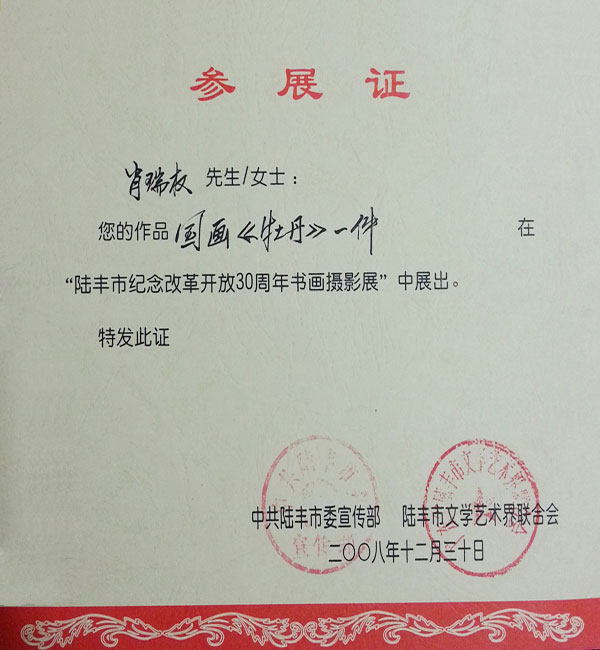 参展证
肖瑞权 先生/女士：
您的作品 国画《牡丹》一件 在
“陆丰市纪念改革开放30周年书画摄影展”中展出。
特发此证
中共陆丰市委宣传部 陆丰市文学艺术界联合会
二〇〇八年十二月三十日